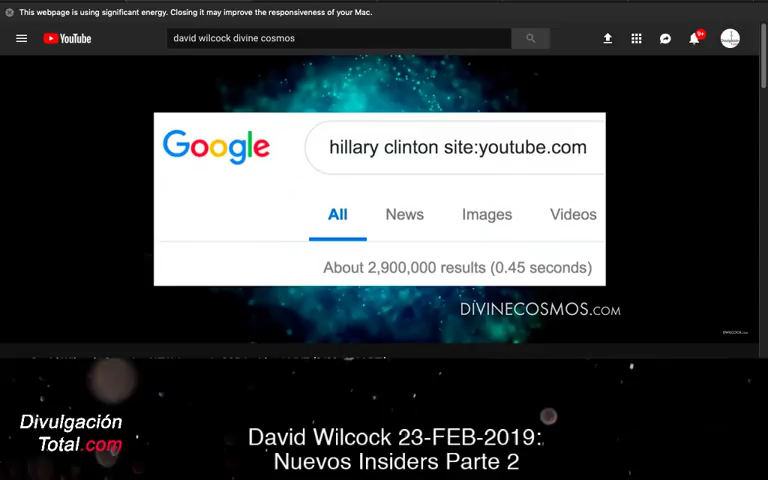 This webpage is using significant energy. Closing it may improve the responsiveness of your Mac.
YouTube
david wilcock divine cosmos
9+
Google
hillary clinton site:youtube.com
All News Images Videos
About 2,900,000 results (0.45 seconds)
DIVINECOSMOS.COM
Divulgación
Total.com
David Wilcock 23-FEB-2019:
Nuevos Insiders Parte 2